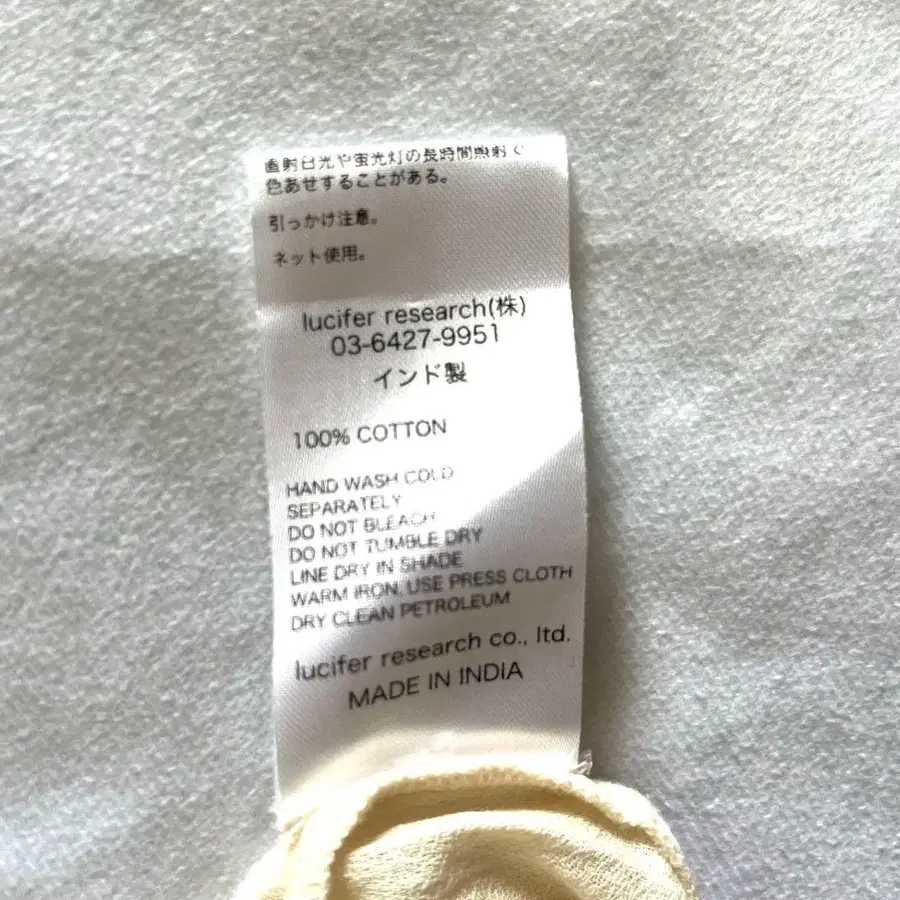 直射日光や蛍光灯の長時間照射で
色あせすることがある。
引っかけ注意。
ネット使用。
lucifer research(株)
03-6427-9951
インド製
100% COTTON
HAND WASH COLD
SEPARATELY
DO NOT BLEACH
DO NOT TUMBLE DRY
LINE DRY IN SHADE
WARM IRON, USE PRESS CLOTH
DRY CLEAN PETROLEUM
lucifer research co., ltd.
MADE IN INDIA